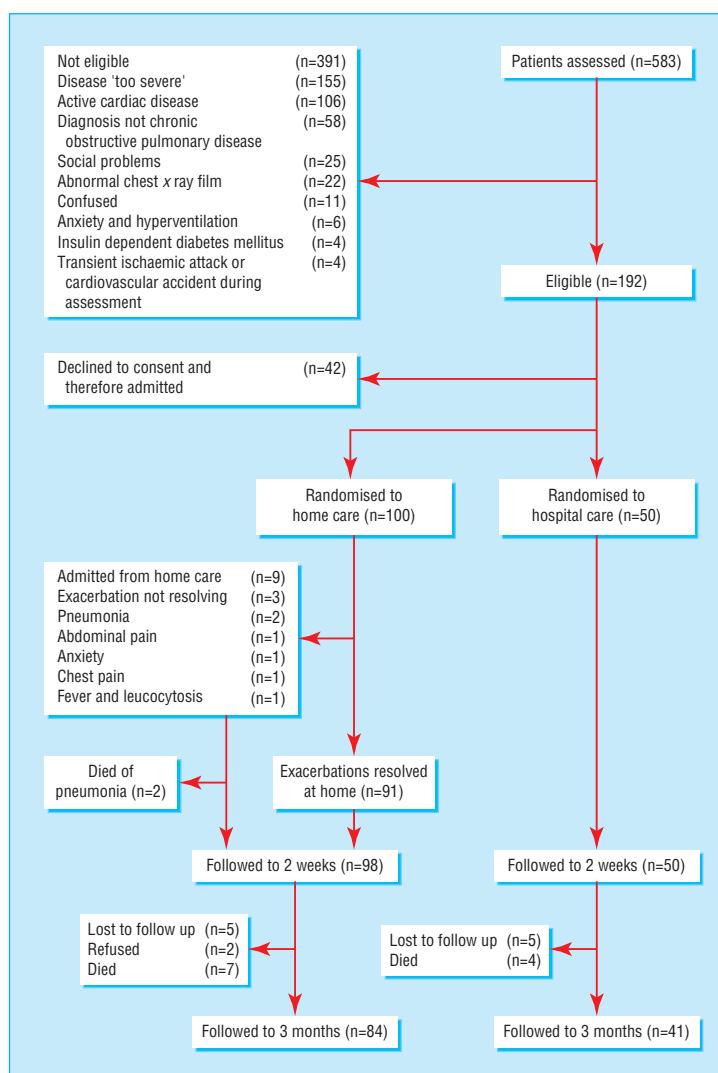 Patients assessed (n=583)
Not eligible (n=391)
Disease 'too severe' (n=155)
Active cardiac disease (n=106)
Diagnosis not chronic (n=58)
obstructive pulmonary disease
Social problems (n=25)
Abnormal chest x ray film (n=22)
Confused (n=11)
Anxiety and hyperventilation (n=6)
Insulin dependent diabetes mellitus (n=4)
Transient ischaemic attack or (n=4)
cardiovascular accident during
assessment
Eligible (n=192)
Declined to consent and (n=42)
therefore admitted
Randomised to
home care (n=100)
Randomised to
hospital care (n=50)
Admitted from home care (n=9)
Exacerbation not resolving (n=3)
Pneumonia (n=2)
Abdominal pain (n=1)
Anxiety (n=1)
Chest pain (n=1)
Fever and leucocytosis (n=1)
Died of
pneumonia (n=2)
Exacerbations resolved
at home (n=91)
Followed to 2 weeks (n=98)
Followed to 2 weeks (n=50)
Lost to follow up (n=5)
Refused (n=2)
Died (n=7)
Lost to follow up (n=5)
Died (n=4)
Followed to 3 months (n=84)
Followed to 3 months (n=41)